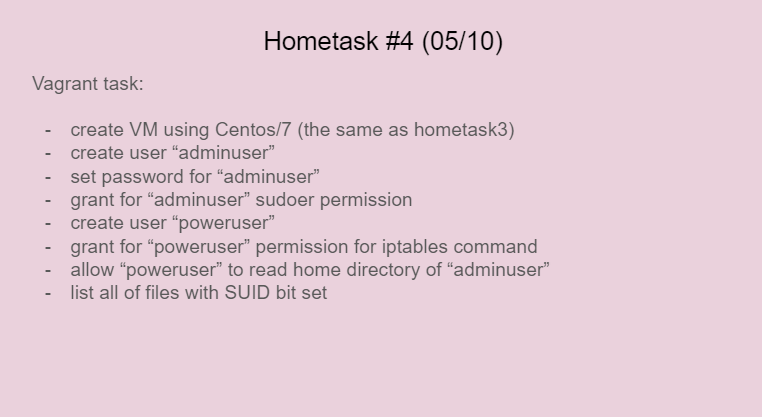 Hometask #4 (05/10)
Vagrant task:
- create VM using Centos/7 (the same as hometask3)
- create user “adminuser”
- set password for “adminuser”
- grant for “adminuser” sudoer permission
- create user “poweruser”
- grant for “poweruser” permission for iptables command
- allow “poweruser” to read home directory of “adminuser”
- list all of files with SUID bit set